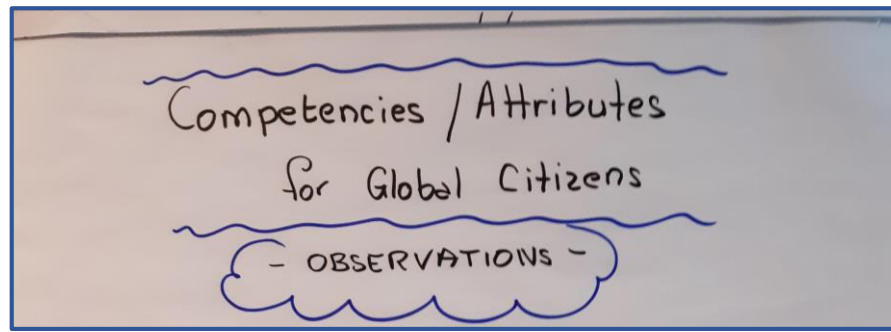 Competencies / Attributes
for Global Citizens
- OBSERVATIONS -